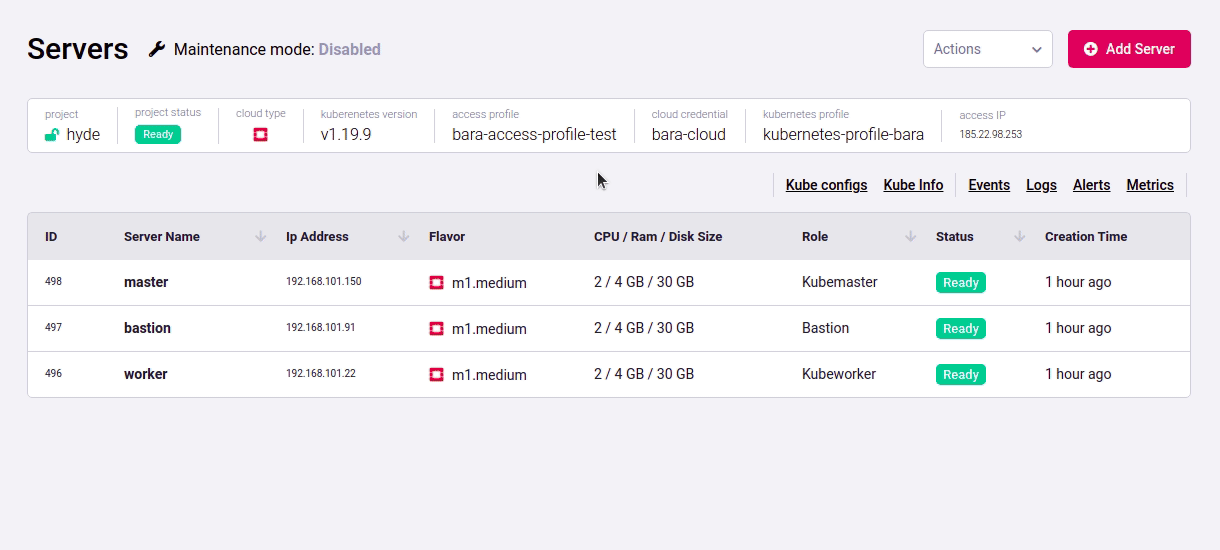 Servers Maintenance mode: Disabled Actions Add Server
project project status cloud type kuberenetes version access profile cloud credential kubernetes profile access IP
hyde Ready v1.19.9 bara-access-profile-test bara-cloud kubernetes-profile-bara 185.22.98.253
Kube configs Kube Info Events Logs Alerts Metrics
ID Server Name Ip Address Flavor CPU / Ram / Disk Size Role Status Creation Time
498 master 192.168.101.150 m1.medium 2 / 4 GB / 30 GB Kubemaster Ready 1 hour ago
497 bastion 192.168.101.91 m1.medium 2 / 4 GB / 30 GB Bastion Ready 1 hour ago
496 worker 192.168.101.22 m1.medium 2 / 4 GB / 30 GB Kubeworker Ready 1 hour ago